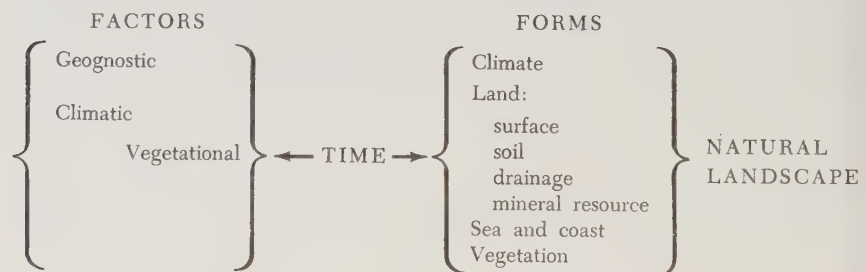 FACTORS
Geognostic
Climatic
Vegetational
TIME
FORMS
Climate
Land:
surface
soil
drainage
mineral resource
Sea and coast
Vegetation
NATURAL
LANDSCAPE